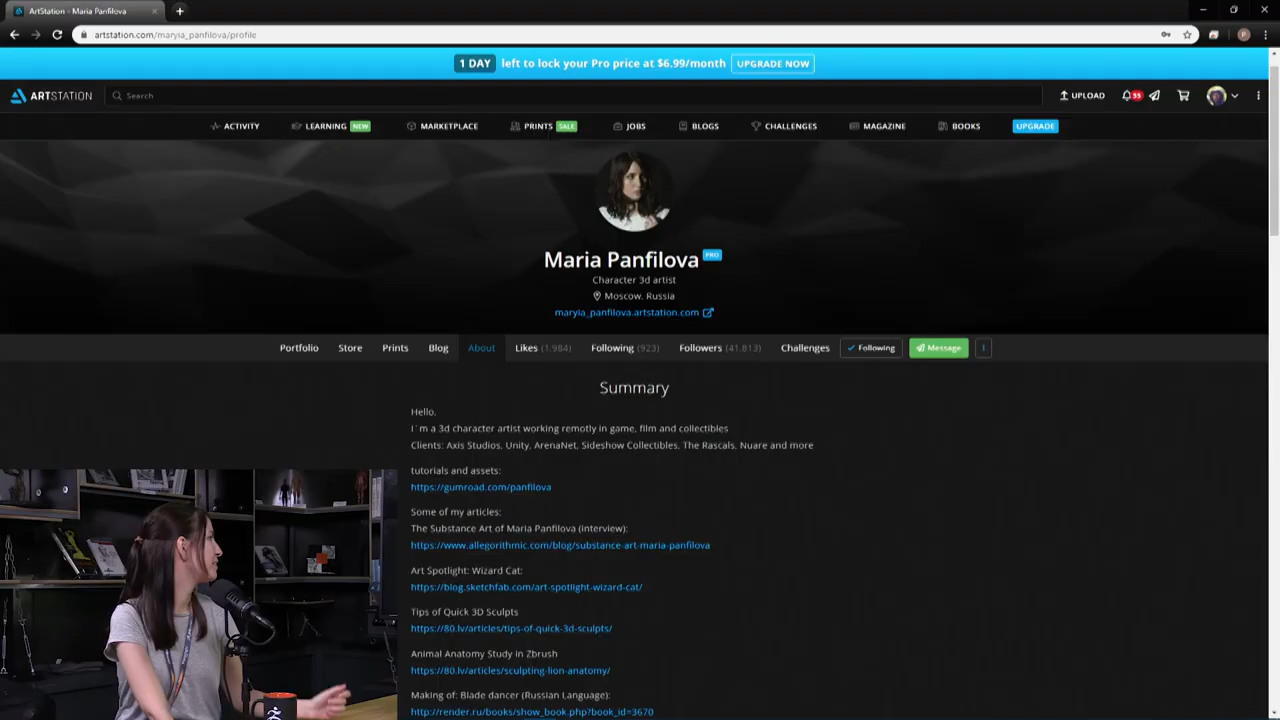 ArtStation - Maria Panfilova
artstation.com/maryia_panfilova/profile
1 DAY left to lock your Pro price at $6.99/month UPGRADE NOW
ARTSTATION Search UPLOAD 55
ACTIVITY LEARNING NEW MARKETPLACE PRINTS SALE JOBS BLOGS CHALLENGES MAGAZINE BOOKS UPGRADE
Maria Panfilova PRO
Character 3d artist
Moscow, Russia
maryia_panfilova.artstation.com
Portfolio Store Prints Blog About Likes (1,984) Following (923) Followers (41,813) Challenges Following Message
Summary
Hello,
I`m a 3d character artist working remotly in game, film and collectibles
Clients: Axis Studios, Unity, ArenaNet, Sideshow Collectibles, The Rascals, Nuare and more
tutorials and assets:
https://gumroad.com/panfilova
Some of my articles:
The Substance Art of Maria Panfilova (interview):
https://www.allegorithmic.com/blog/substance-art-maria-panfilova
Art Spotlight: Wizard Cat:
https://blog.sketchfab.com/art-spotlight-wizard-cat/
Tips of Quick 3D Sculpts
https://80.lv/articles/tips-of-quick-3d-sculpts/
Animal Anatomy Study in Zbrush
https://80.lv/articles/sculpting-lion-anatomy/
Making of: Blade dancer (Russian Language):
http://render.ru/books/show_book.php?book_id=3670